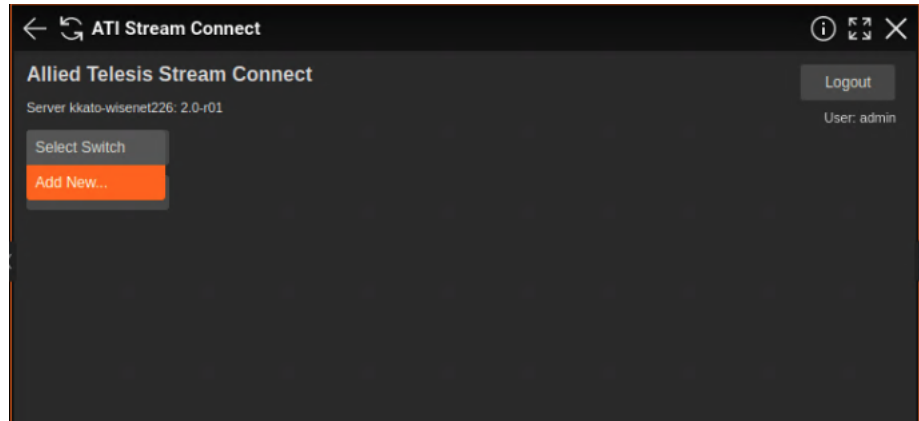 ATI Stream Connect
Allied Telesis Stream Connect
Logout
Server kkato-wisenet226: 2.0-r01
User: admin
Select Switch
Add New...